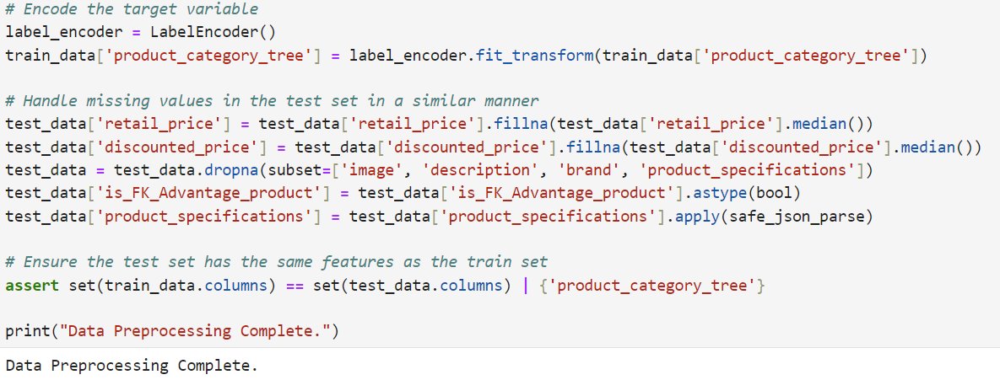 # Encode the target variable
label_encoder = LabelEncoder()
train_data['product_category_tree'] = label_encoder.fit_transform(train_data['product_category_tree'])

# Handle missing values in the test set in a similar manner
test_data['retail_price'] = test_data['retail_price'].fillna(test_data['retail_price'].median())
test_data['discounted_price'] = test_data['discounted_price'].fillna(test_data['discounted_price'].median())
test_data = test_data.dropna(subset=['image', 'description', 'brand', 'product_specifications'])
test_data['is_FK_Advantage_product'] = test_data['is_FK_Advantage_product'].astype(bool)
test_data['product_specifications'] = test_data['product_specifications'].apply(safe_json_parse)

# Ensure the test set has the same features as the train set
assert set(train_data.columns) == set(test_data.columns) | {'product_category_tree'}

print("Data Preprocessing Complete.")
Data Preprocessing Complete.